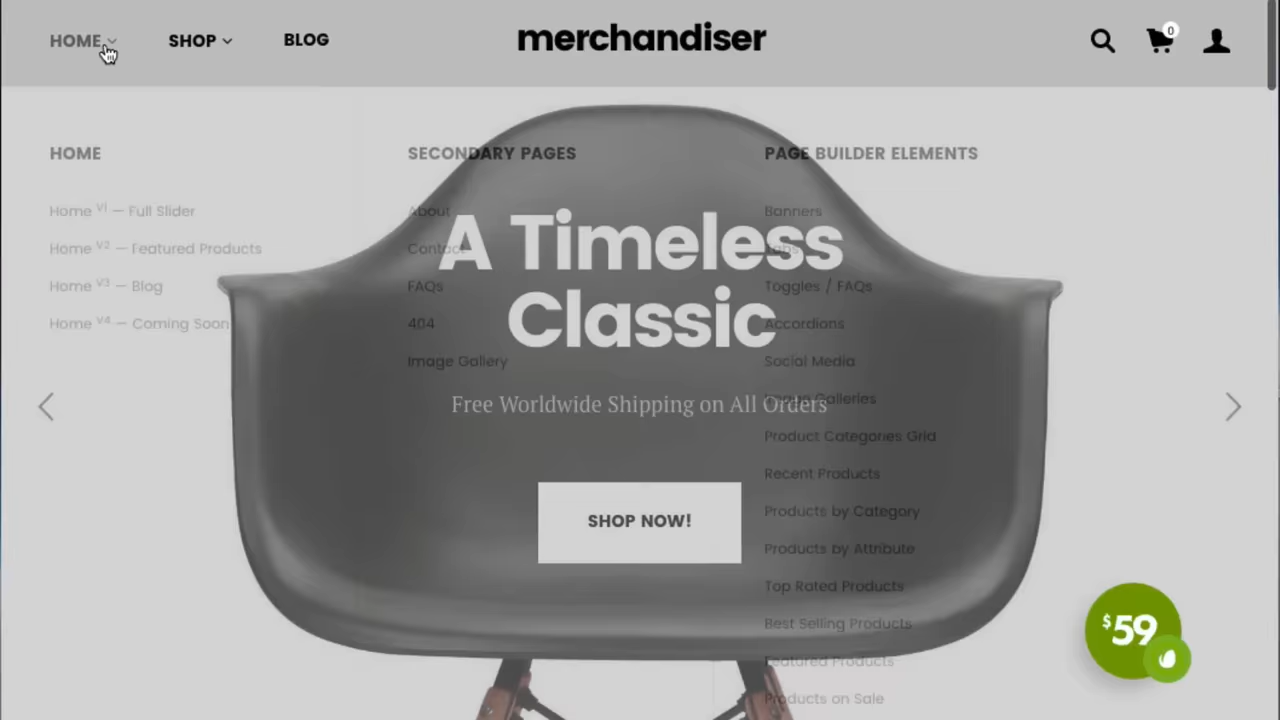 HOME
SHOP
BLOG
merchandiser
0
HOME
Home V1 — Full Slider
Home V2 — Featured Products
Home V3 — Blog
Home V4 — Coming Soon
SECONDARY PAGES
About
Contact
FAQs
404
Image Gallery
PAGE BUILDER ELEMENTS
Banners
Tabs
Toggles / FAQs
Accordions
Social Media
Image Galleries
Product Categories Grid
Recent Products
Products by Category
Products by Attribute
Top Rated Products
Best Selling Products
Featured Products
Products on Sale
A Timeless
Classic
Free Worldwide Shipping on All Orders
SHOP NOW!
$59